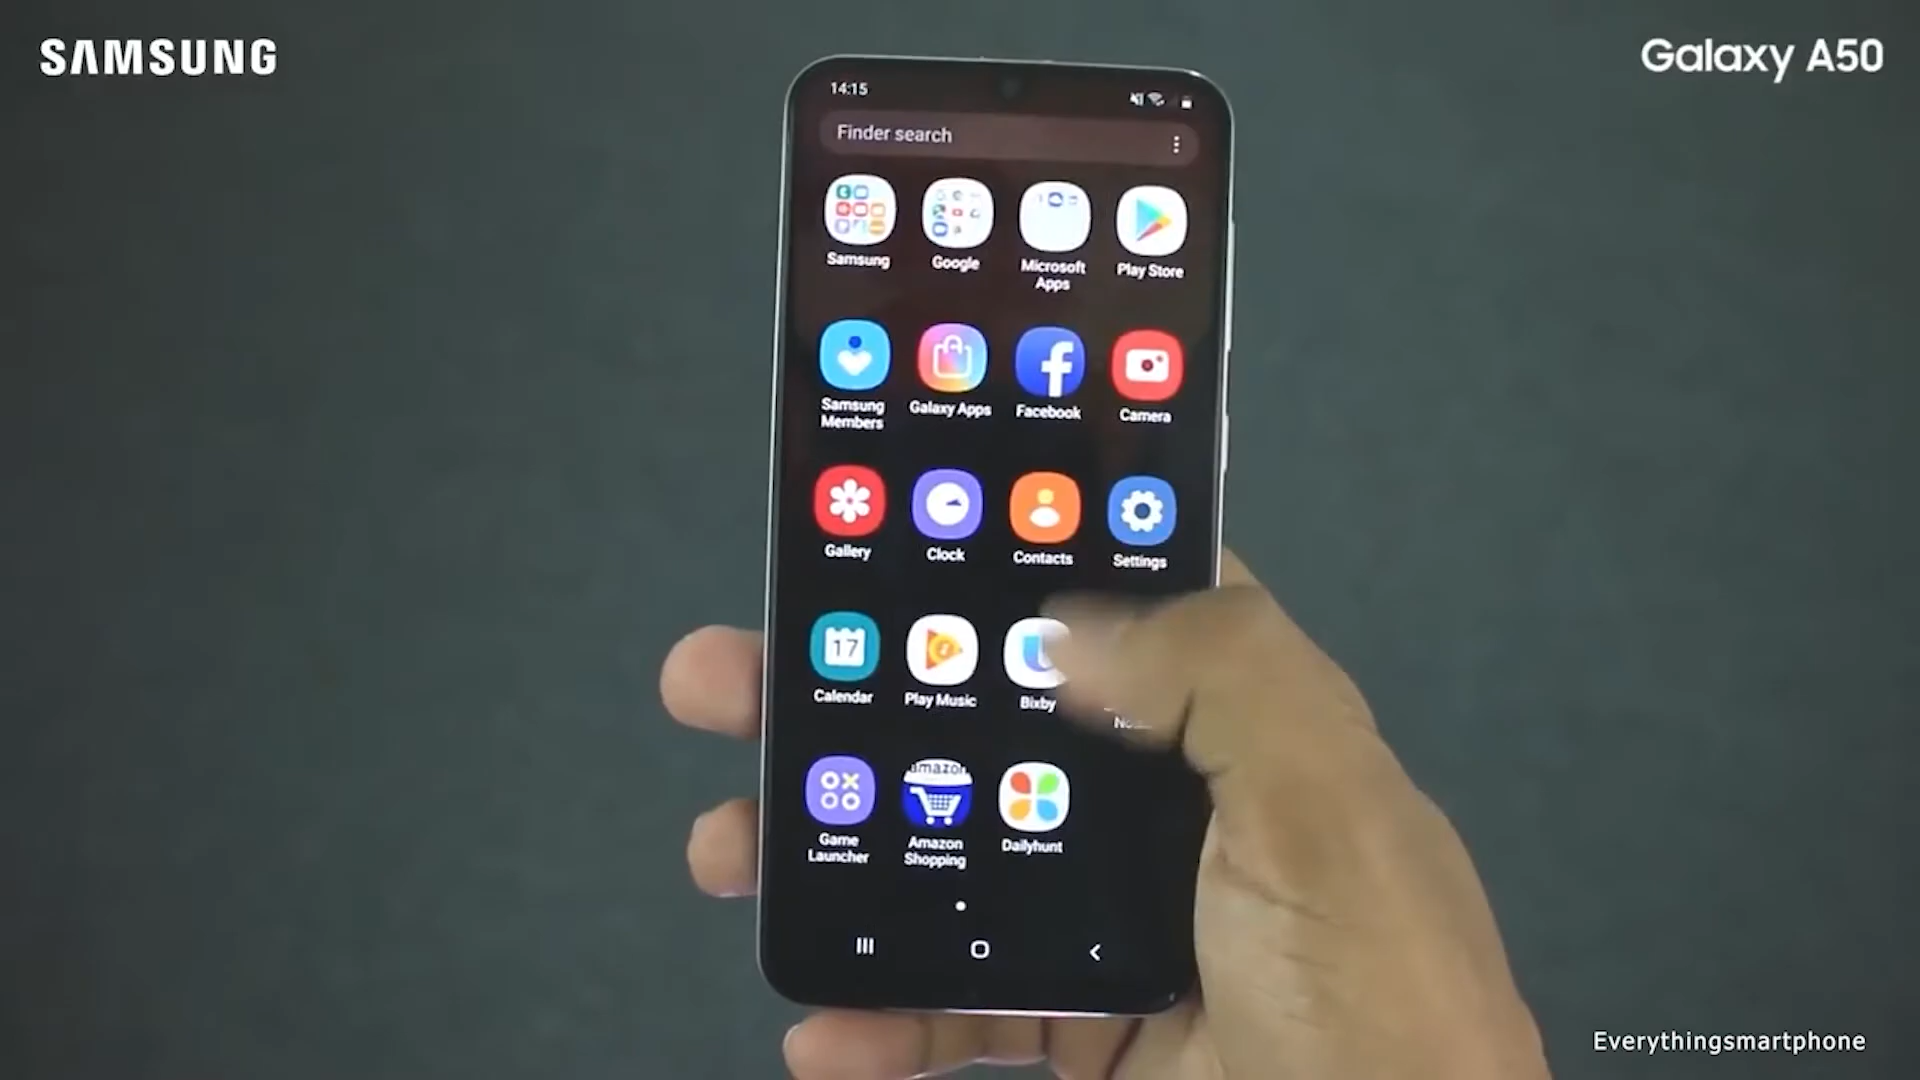 SAMSUNG
Galaxy A50
14:15
Finder search
Samsung
Google
Microsoft
Apps
Play Store
Samsung
Members
Galaxy Apps
Facebook
Camera
Gallery
Clock
Contacts
Settings
17
Calendar
Play Music
Bixby
Game
Launcher
amazon
Amazon
Shopping
Dailyhunt
Everythingsmartphone